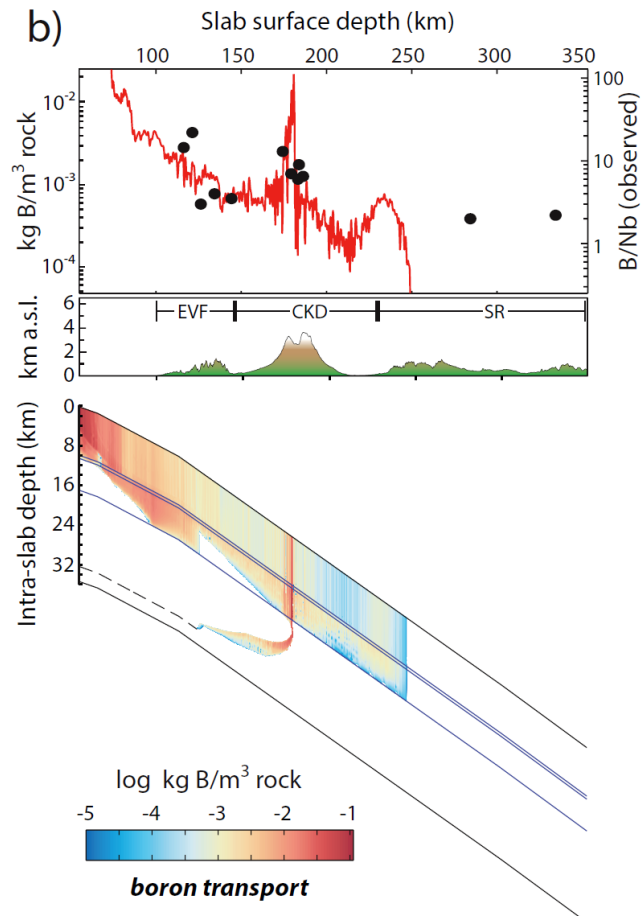 b)
Slab surface depth (km)
100 150 200 250 300 350
kg B/m³ rock
10⁻²
10⁻³
10⁻⁴
B/Nb (observed)
100
10
1
km a.s.l.
6
4
2
0
EVF CKD SR
Intra-slab depth (km)
0
8
16
24
32
log kg B/m³ rock
-5 -4 -3 -2 -1
boron transport